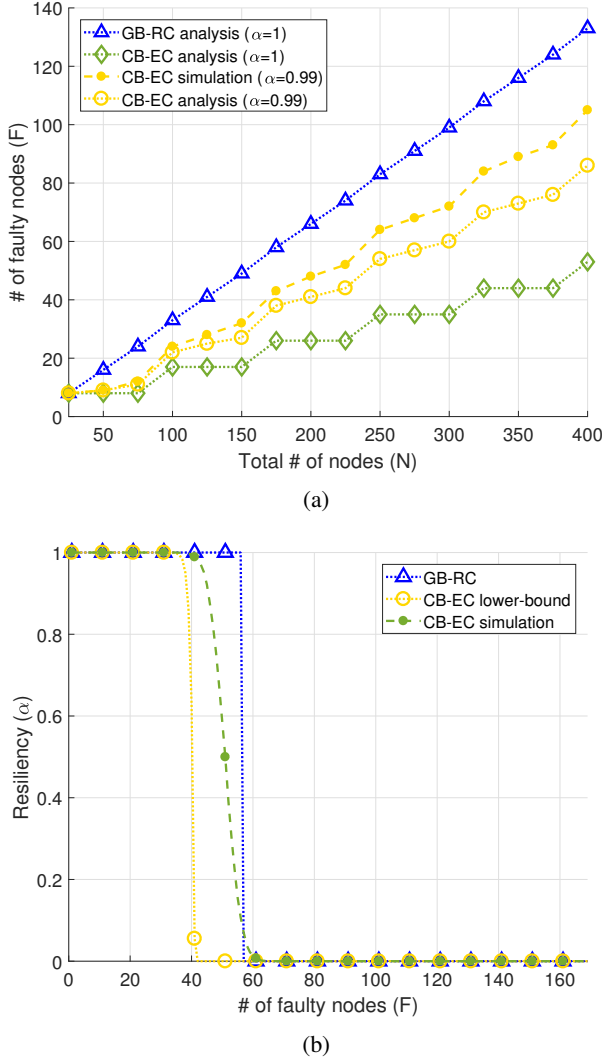 140
120
100
80
60
40
20
0
# of faulty nodes (F)
GB-RC analysis (α=1)
CB-EC analysis (α=1)
CB-EC simulation (α=0.99)
CB-EC analysis (α=0.99)
50 100 150 200 250 300 350 400
Total # of nodes (N)
(a)
1
0.8
0.6
0.4
0.2
0
Resiliency (α)
GB-RC
CB-EC lower-bound
CB-EC simulation
0 20 40 60 80 100 120 140 160
# of faulty nodes (F)
(b)